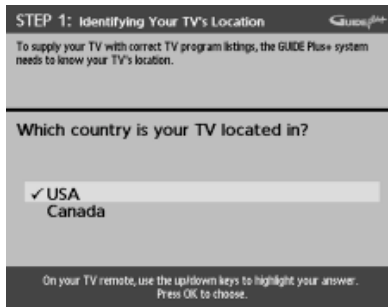 STEP 1: Identifying Your TV's Location
GUIDE Plus+
To supply your TV with correct TV program listings, the GUIDE Plus+ system
needs to know your TV's location.
Which country is your TV located in?
✓ USA
Canada
On your TV remote, use the up/down keys to highlight your answer.
Press OK to choose.